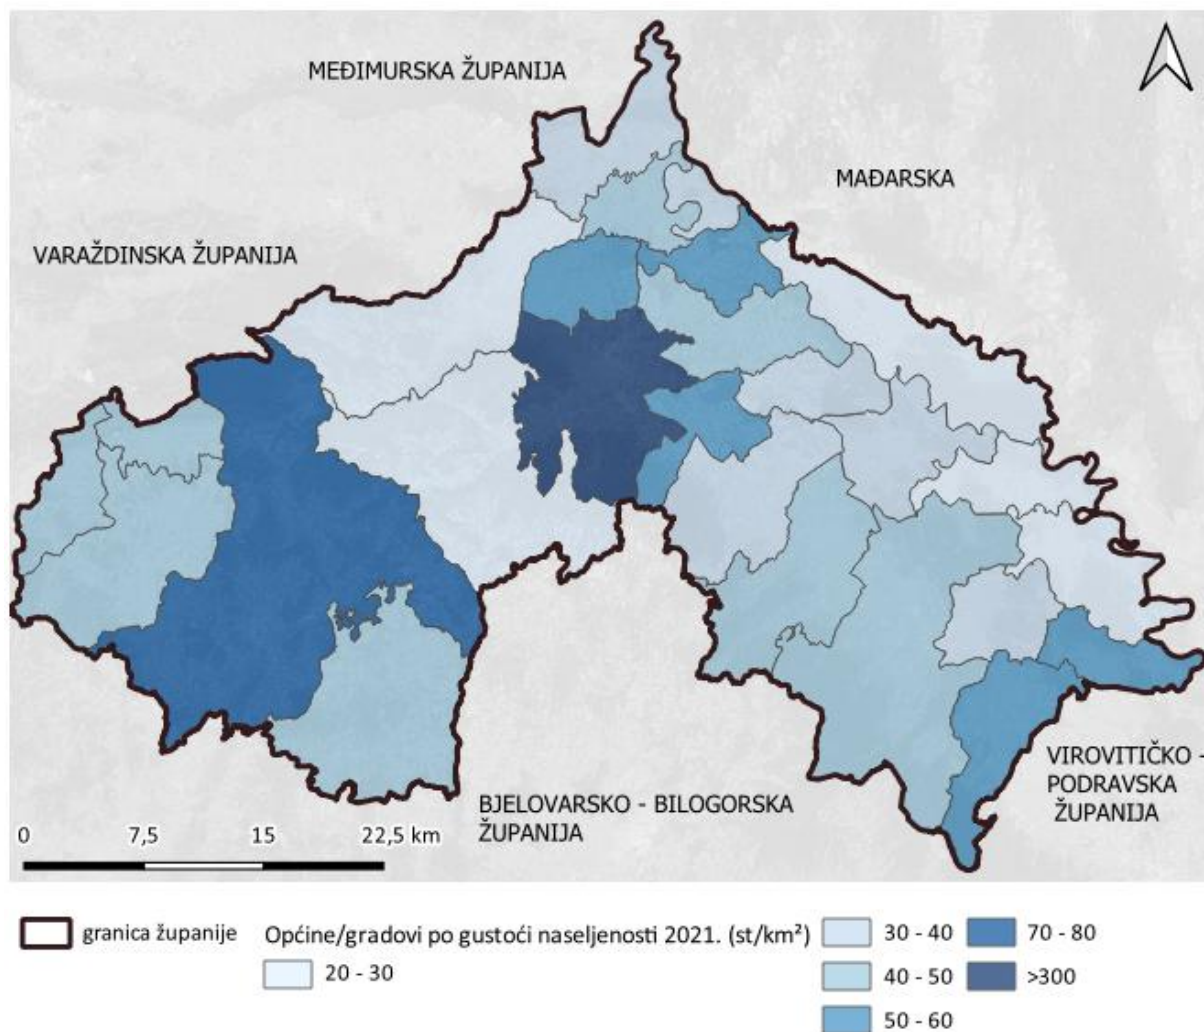 MEĐIMURSKA ŽUPANIJA
MAĐARSKA
VARAŽDINSKA ŽUPANIJA
VIROVITIČKO -
PODRAVSKA
ŽUPANIJA
BJELOVARSKO - BILOGORSKA
ŽUPANIJA
0 7,5 15 22,5 km
granica županije
Općine/gradovi po gustoći naseljenosti 2021. (st/km²)
20 - 30
30 - 40
40 - 50
50 - 60
70 - 80
>300